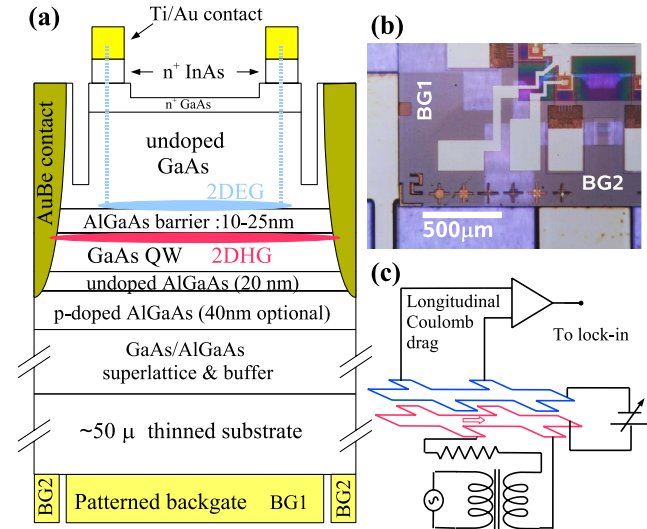 (a)
Ti/Au contact
n+ InAs
n+ GaAs
undoped
GaAs
AuBe contact
2DEG
AlGaAs barrier :10-25nm
GaAs QW 2DHG
undoped AlGaAs (20 nm)
p-doped AlGaAs (40nm optional)
GaAs/AlGaAs
superlattice & buffer
~50 μ thinned substrate
BG2
Patterned backgate BG1
BG2
(b)
BG1
BG2
L2
500μm
(c)
Longitudinal
Coulomb
drag
To lock-in